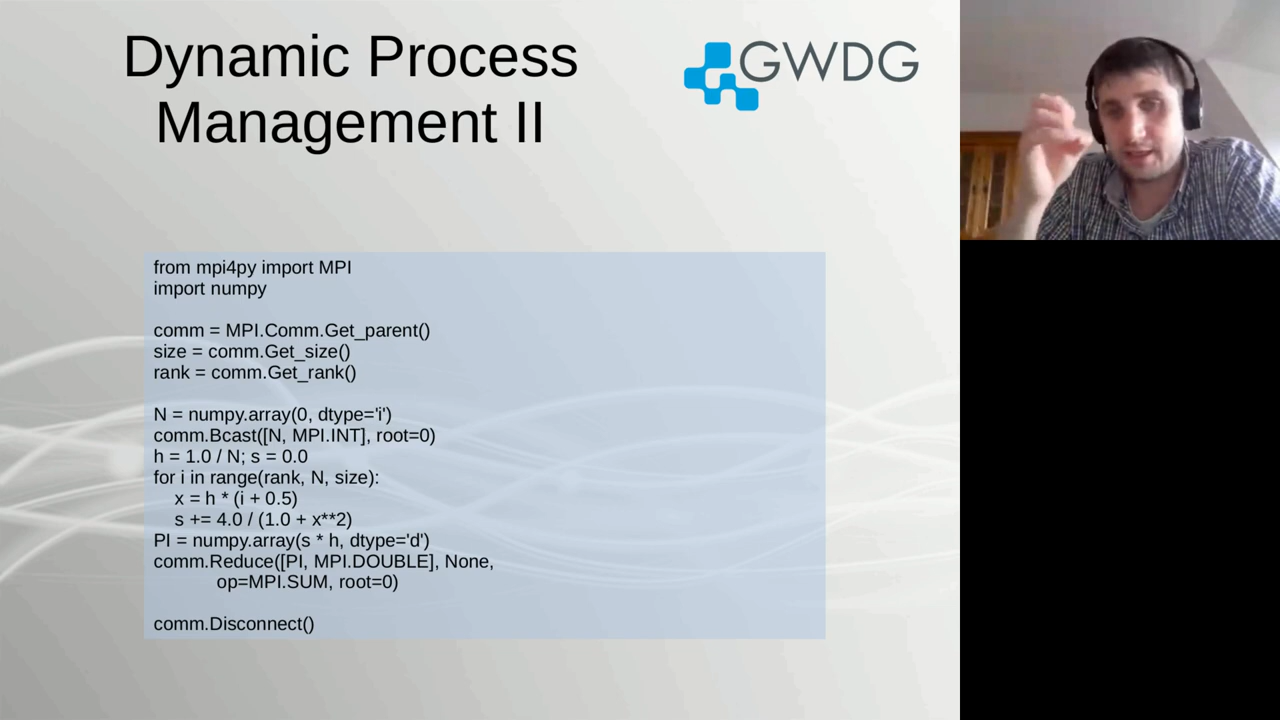 Dynamic Process
Management II
GWDG
from mpi4py import MPI
import numpy
comm = MPI.Comm.Get_parent()
size = comm.Get_size()
rank = comm.Get_rank()
N = numpy.array(0, dtype='i')
comm.Bcast([N, MPI.INT], root=0)
h = 1.0 / N; s = 0.0
for i in range(rank, N, size):
    x = h * (i + 0.5)
    s += 4.0 / (1.0 + x**2)
PI = numpy.array(s * h, dtype='d')
comm.Reduce([PI, MPI.DOUBLE], None,
            op=MPI.SUM, root=0)
comm.Disconnect()